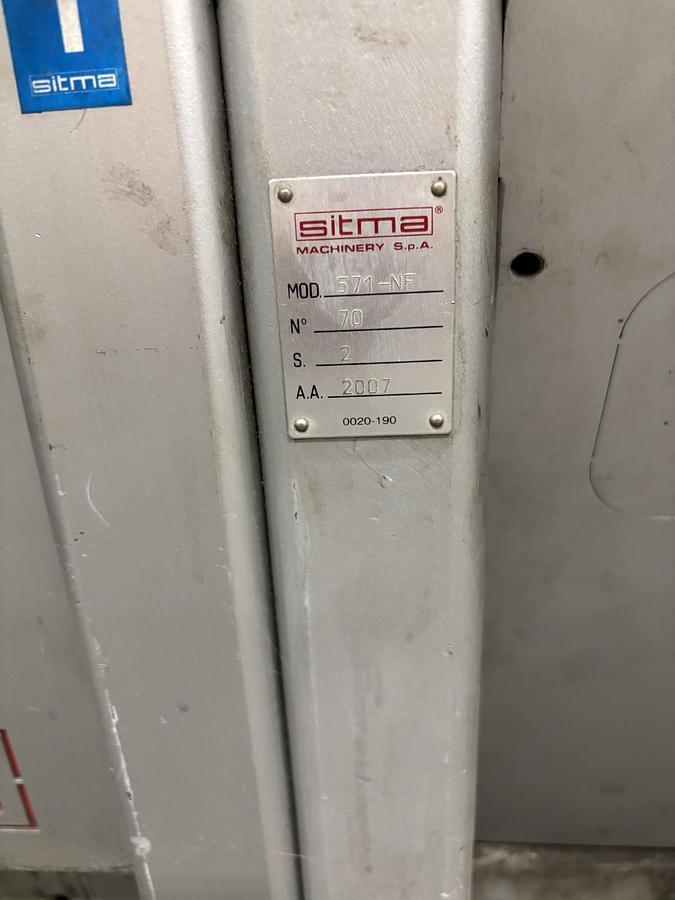 sitma
sitma®
MACHINERY S.p.A.
MOD. 571-NF
N° 70
S. 2
A.A. 2007
0020-190